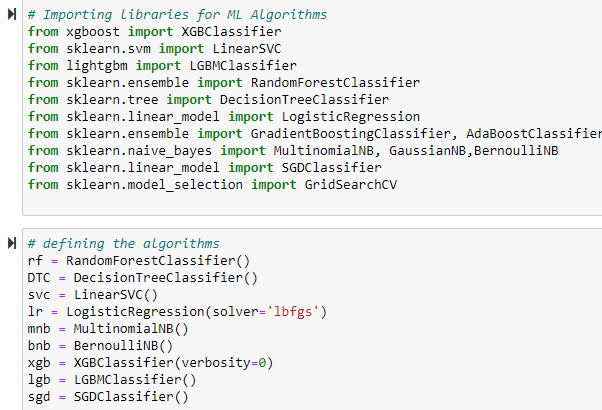 # Importing libraries for ML Algorithms
from xgboost import XGBClassifier
from sklearn.svm import LinearSVC
from lightgbm import LGBMClassifier
from sklearn.ensemble import RandomForestClassifier
from sklearn.tree import DecisionTreeClassifier
from sklearn.linear_model import LogisticRegression
from sklearn.ensemble import GradientBoostingClassifier, AdaBoostClassifier
from sklearn.naive_bayes import MultinomialNB, GaussianNB,BernoulliNB
from sklearn.linear_model import SGDClassifier
from sklearn.model_selection import GridSearchCV
# defining the algorithms
rf = RandomForestClassifier()
DTC = DecisionTreeClassifier()
svc = LinearSVC()
lr = LogisticRegression(solver='lbfgs')
mnb = MultinomialNB()
bnb = BernoulliNB()
xgb = XGBClassifier(verbosity=0)
lgb = LGBMClassifier()
sgd = SGDClassifier()